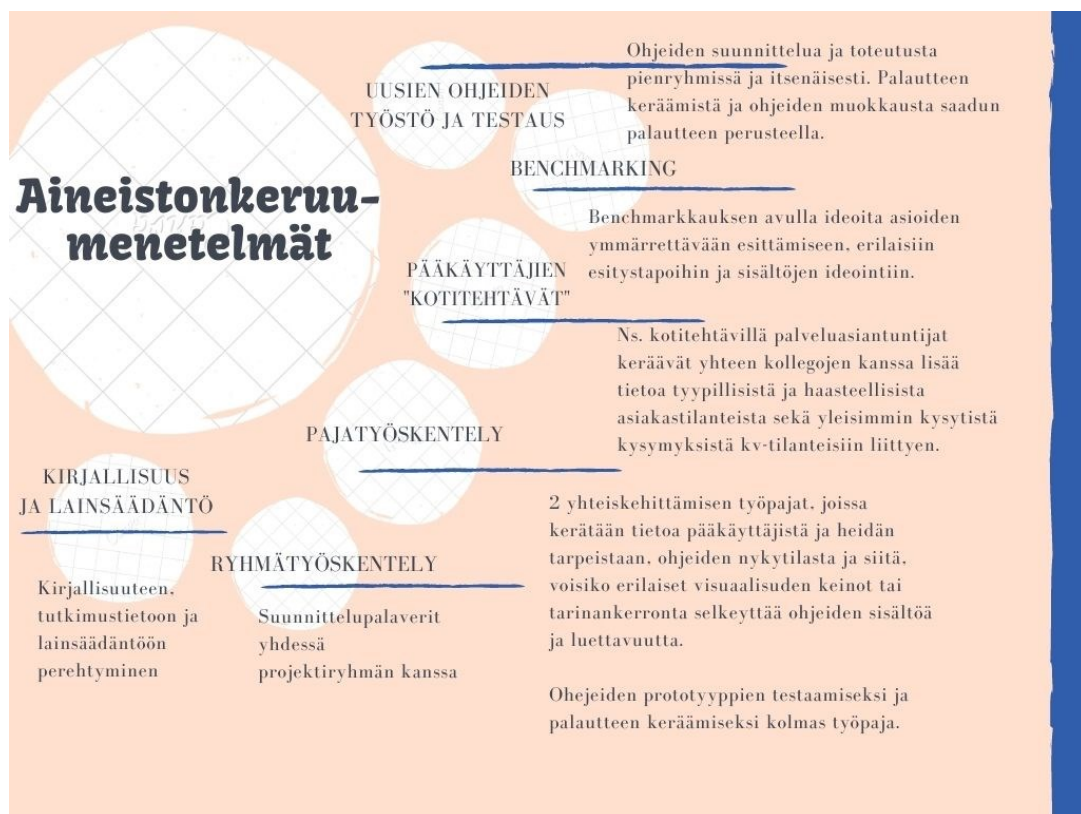 Aineistonkeruu-
menetelmät
UUSIEN OHJEIDEN
TYÖSTÖ JA TESTAUS
Ohjeiden suunnittelua ja toteutusta
pienryhmissä ja itsenäisesti. Palautteen
keräämistä ja ohjeiden muokkausta saadun
palautteen perusteella.
BENCHMARKING
Benchmarkkauksen avulla ideoita asioiden
ymmärrettävään esittämiseen, erilaisiin
esitystapoihin ja sisältöjen ideointiin.
PÄÄKÄYTTÄJIEN
"KOTITEHTÄVÄT"
Ns. kotitehtävillä palveluasiantuntijat
keräävät yhteen kollegojen kanssa lisää
tietoa tyypillisistä ja haasteellisista
asiakastilanteista sekä yleisimmin kysytistä
kysymyksistä kv-tilanteisiin liittyen.
PAJATYÖSKENTELY
2 yhteiskehittämisen työpajat, joissa
kerätään tietoa pääkäyttäjistä ja heidän
tarpeistaan, ohjeiden nykytilasta ja siitä,
voisiko erilaiset visuaalisuden keinot tai
tarinankerronta selkeyttää ohjeiden sisältöä
ja luettavuutta.
Ohejeiden prototyyppien testaamiseksi ja
palautteen keräämiseksi kolmas työpaja.
KIRJALLISUUS
JA LAINSÄÄDÄNTÖ
Kirjallisuuteen,
tutkimustietoon ja
lainsäädäntöön
perehtyminen
RYHMÄTYÖSKENTELY
Suunnittelupalaverit
yhdessä
projektiryhmän kanssa